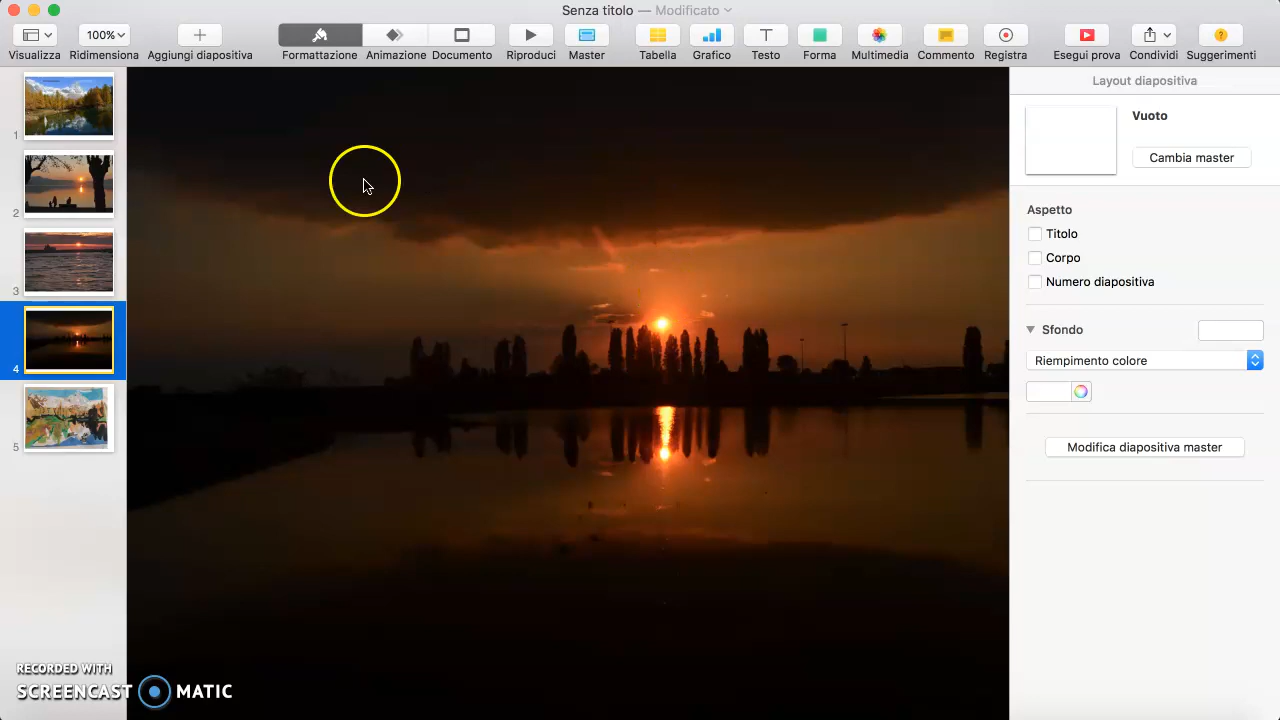 Senza titolo — Modificato
100%
Visualizza Ridimensiona Aggiungi diapositiva Formattazione Animazione Documento Riproduci Master Tabella Grafico Testo Forma Multimedia Commento Registra Esegui prova Condividi Suggerimenti
Layout diapositiva
Vuoto
Cambia master
Aspetto
Titolo
Corpo
Numero diapositiva
Sfondo
Riempimento colore
Modifica diapositiva master
1
2
3
4
5
RECORDED WITH
SCREENCAST MATIC